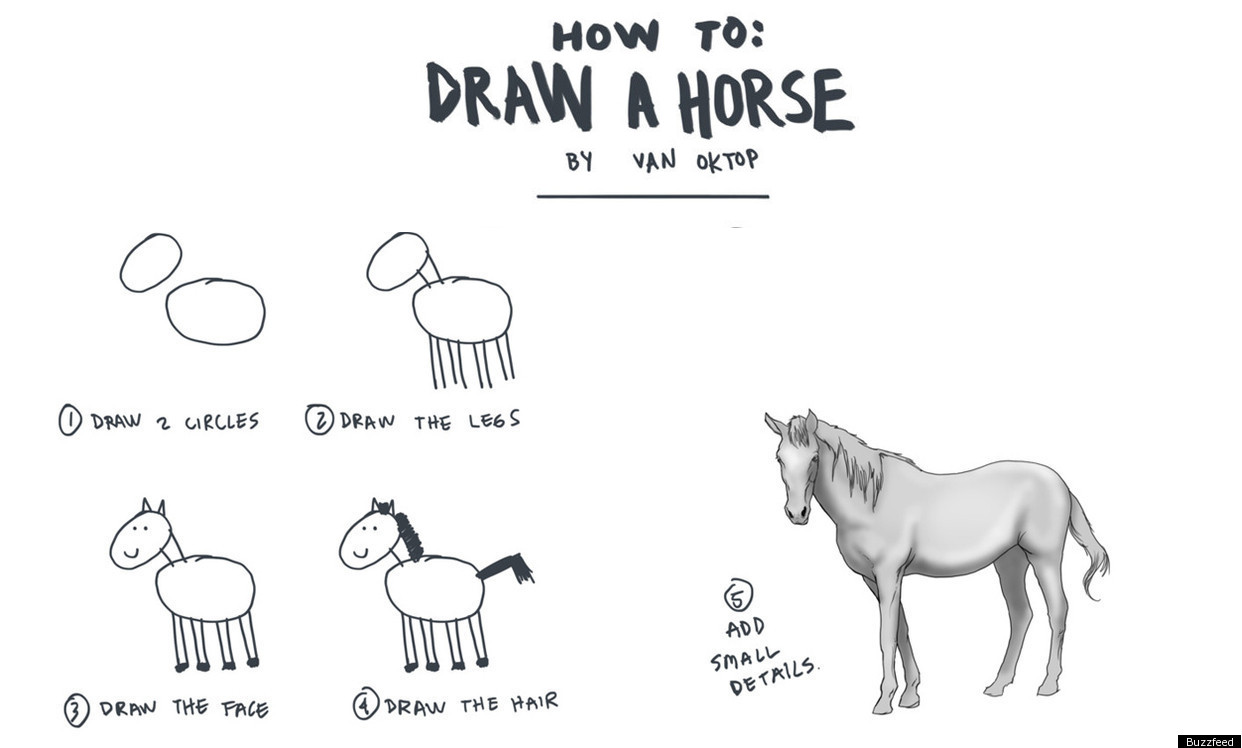 HOW TO:
DRAW A HORSE
BY VAN OKTOP
1 DRAW 2 CIRCLES
2 DRAW THE LEGS
3 DRAW THE FACE
4 DRAW THE HAIR
5
ADD
SMALL
DETAILS.
Buzzfeed